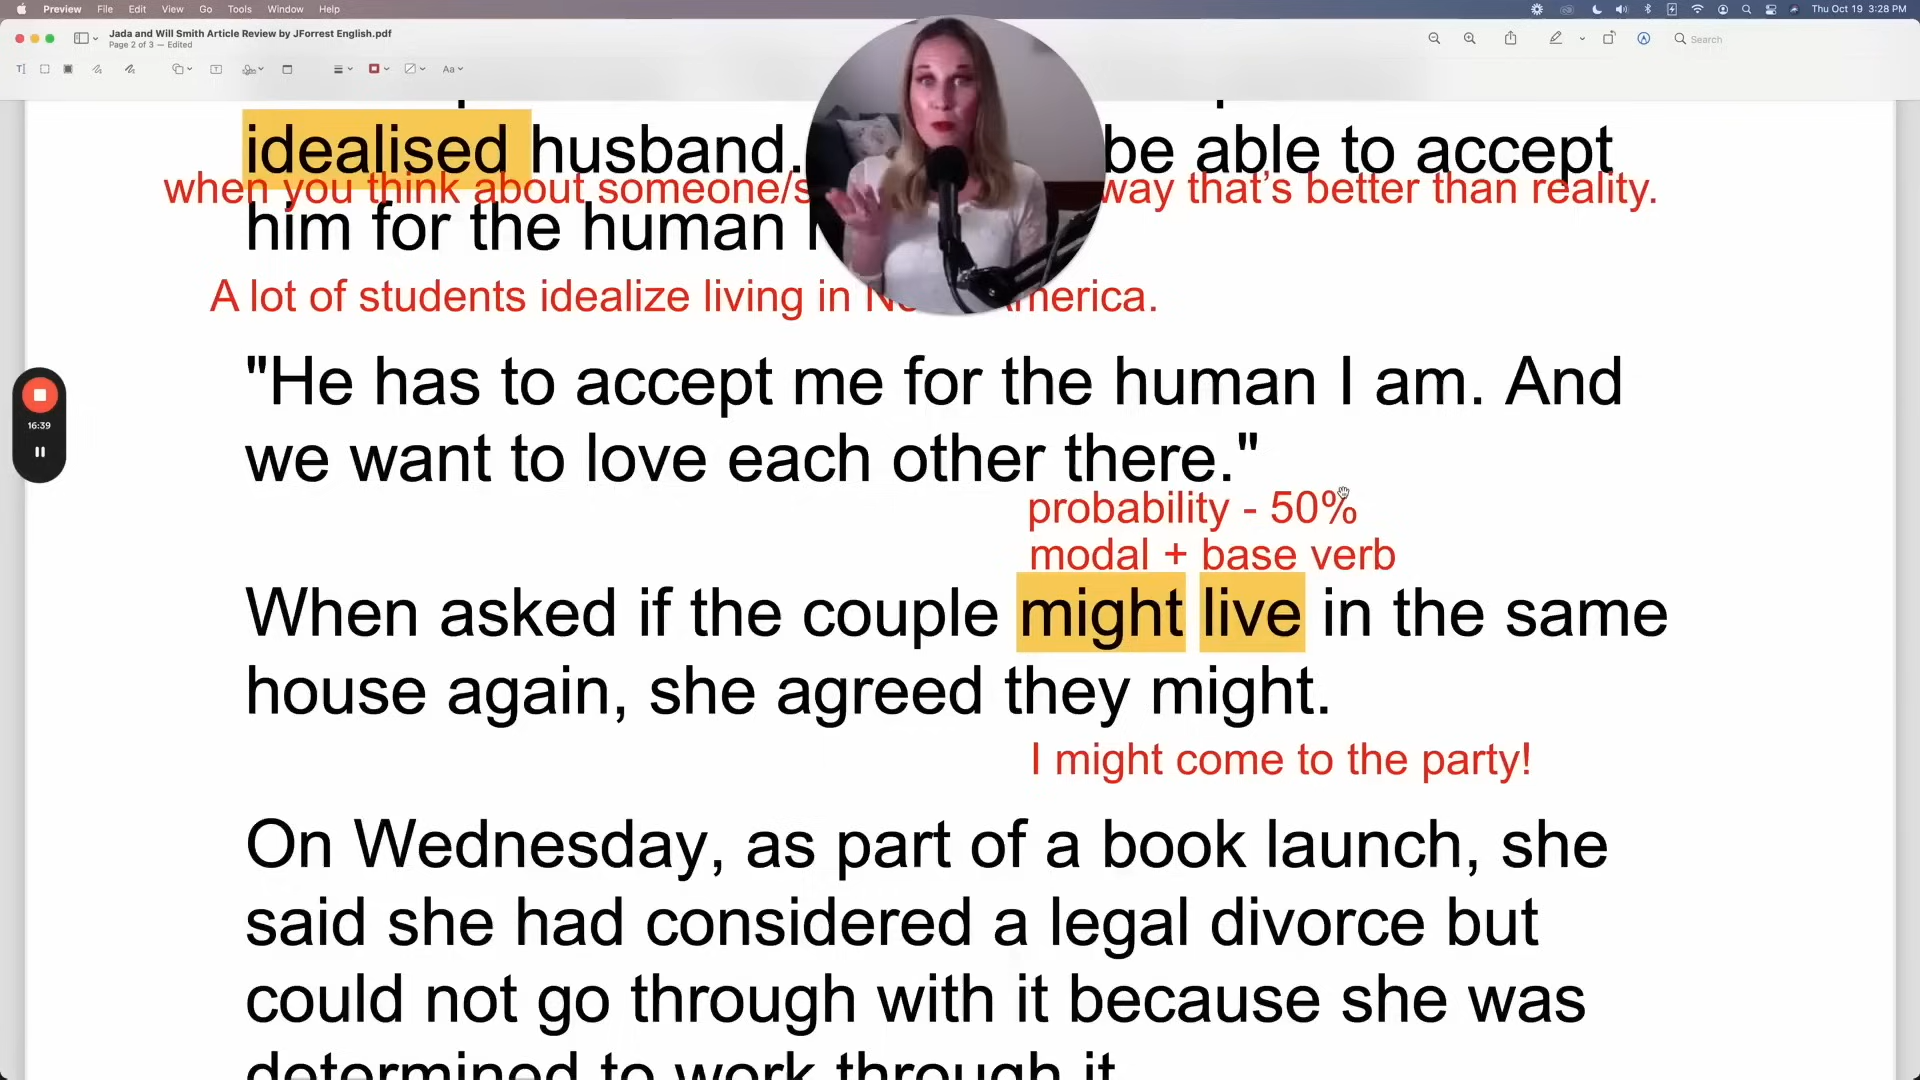 Preview File Edit View Go Tools Window Help Thu Oct 19 3:28 PM
Jada and Will Smith Article Review by JForrest English.pdf
Page 2 of 3 — Edited
Search
Aa
idealised husband. be able to accept
when you think about someone/s way that's better than reality.
him for the human
A lot of students idealize living in N merica.
"He has to accept me for the human I am. And
16:39
we want to love each other there."
probability - 50%
modal + base verb
When asked if the couple might live in the same
house again, she agreed they might.
I might come to the party!
On Wednesday, as part of a book launch, she
said she had considered a legal divorce but
could not go through with it because she was
determined to work through it